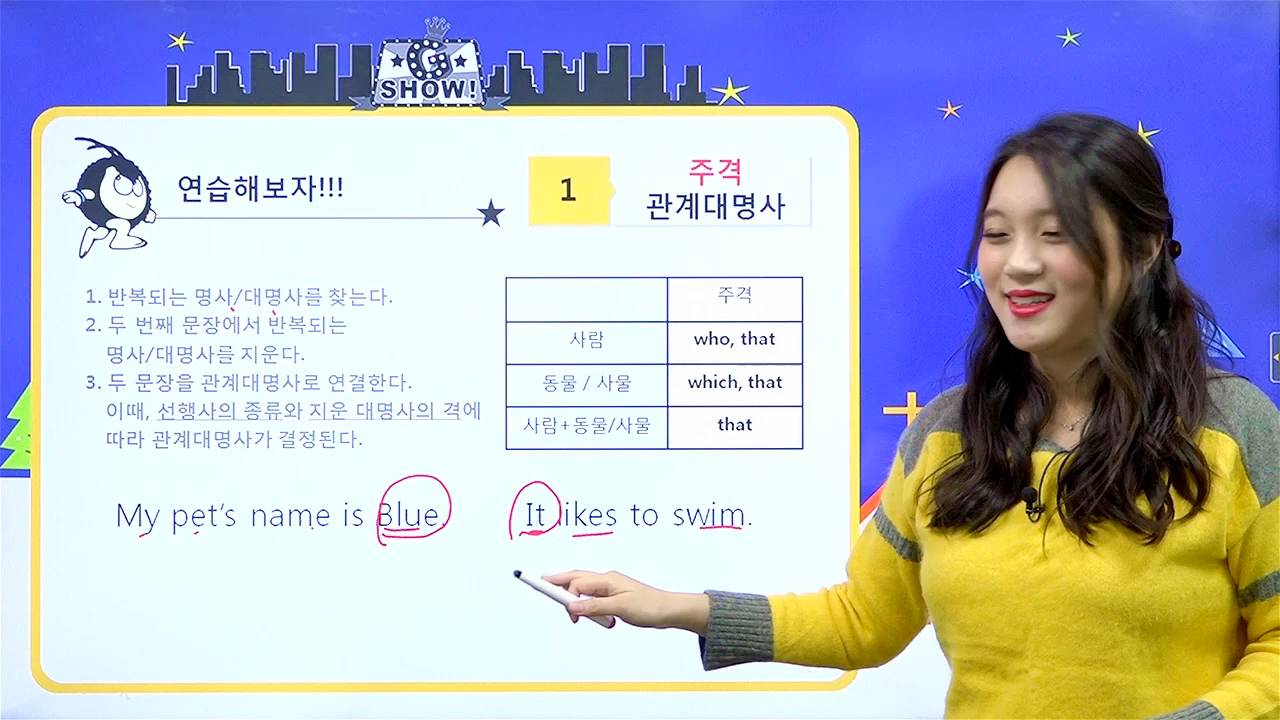 G
SHOW!
연습해보자!!!
1
주격
관계대명사
1. 반복되는 명사/대명사를 찾는다.
2. 두 번째 문장에서 반복되는
명사/대명사를 지운다.
3. 두 문장을 관계대명사로 연결한다.
이때, 선행사의 종류와 지운 대명사의 격에
따라 관계대명사가 결정된다.
주격
사람 who, that
동물 / 사물 which, that
사람+동물/사물 that
My pet's name is Blue. It likes to swim.